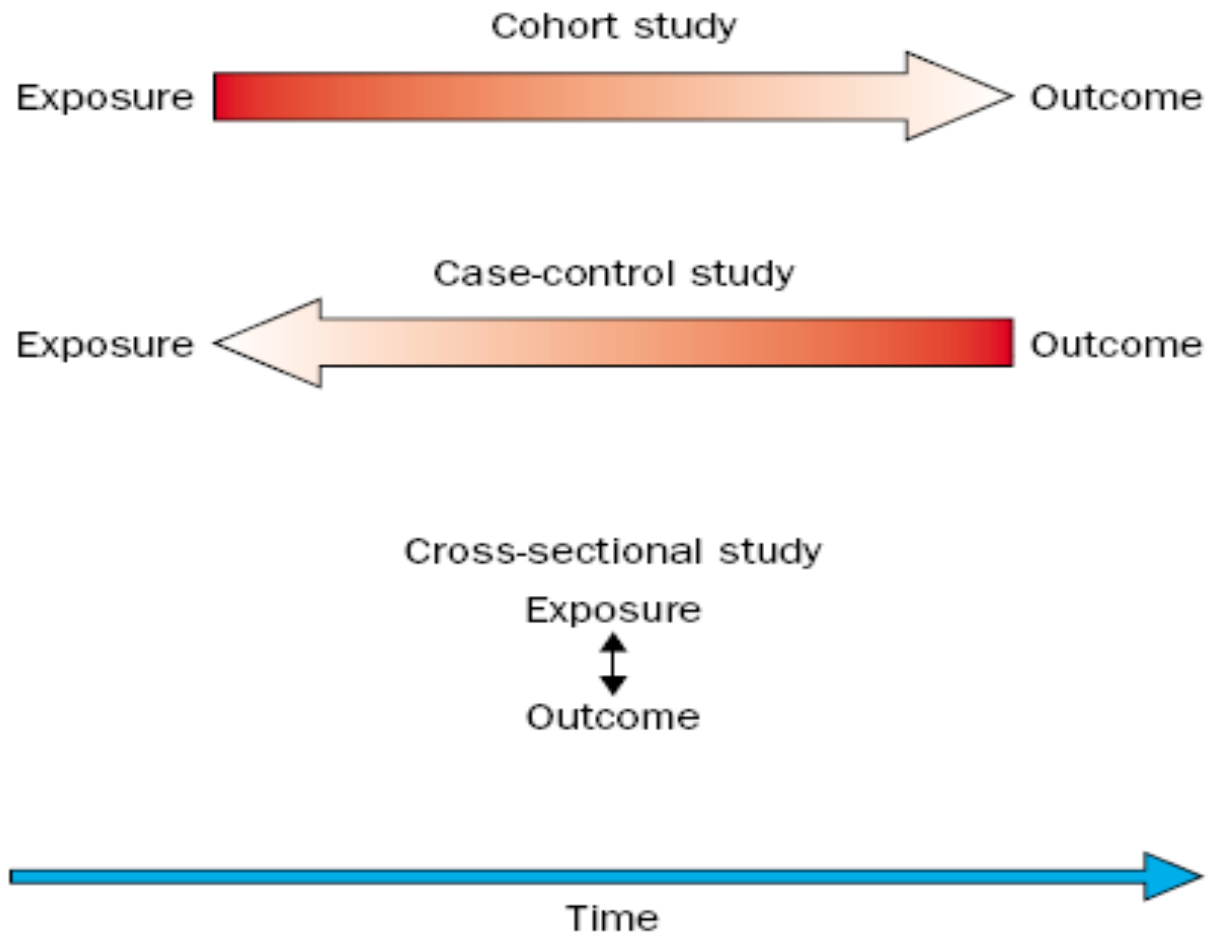 Cohort study
Exposure
Outcome
Case-control study
Exposure
Outcome
Cross-sectional study
Exposure
Outcome
Time